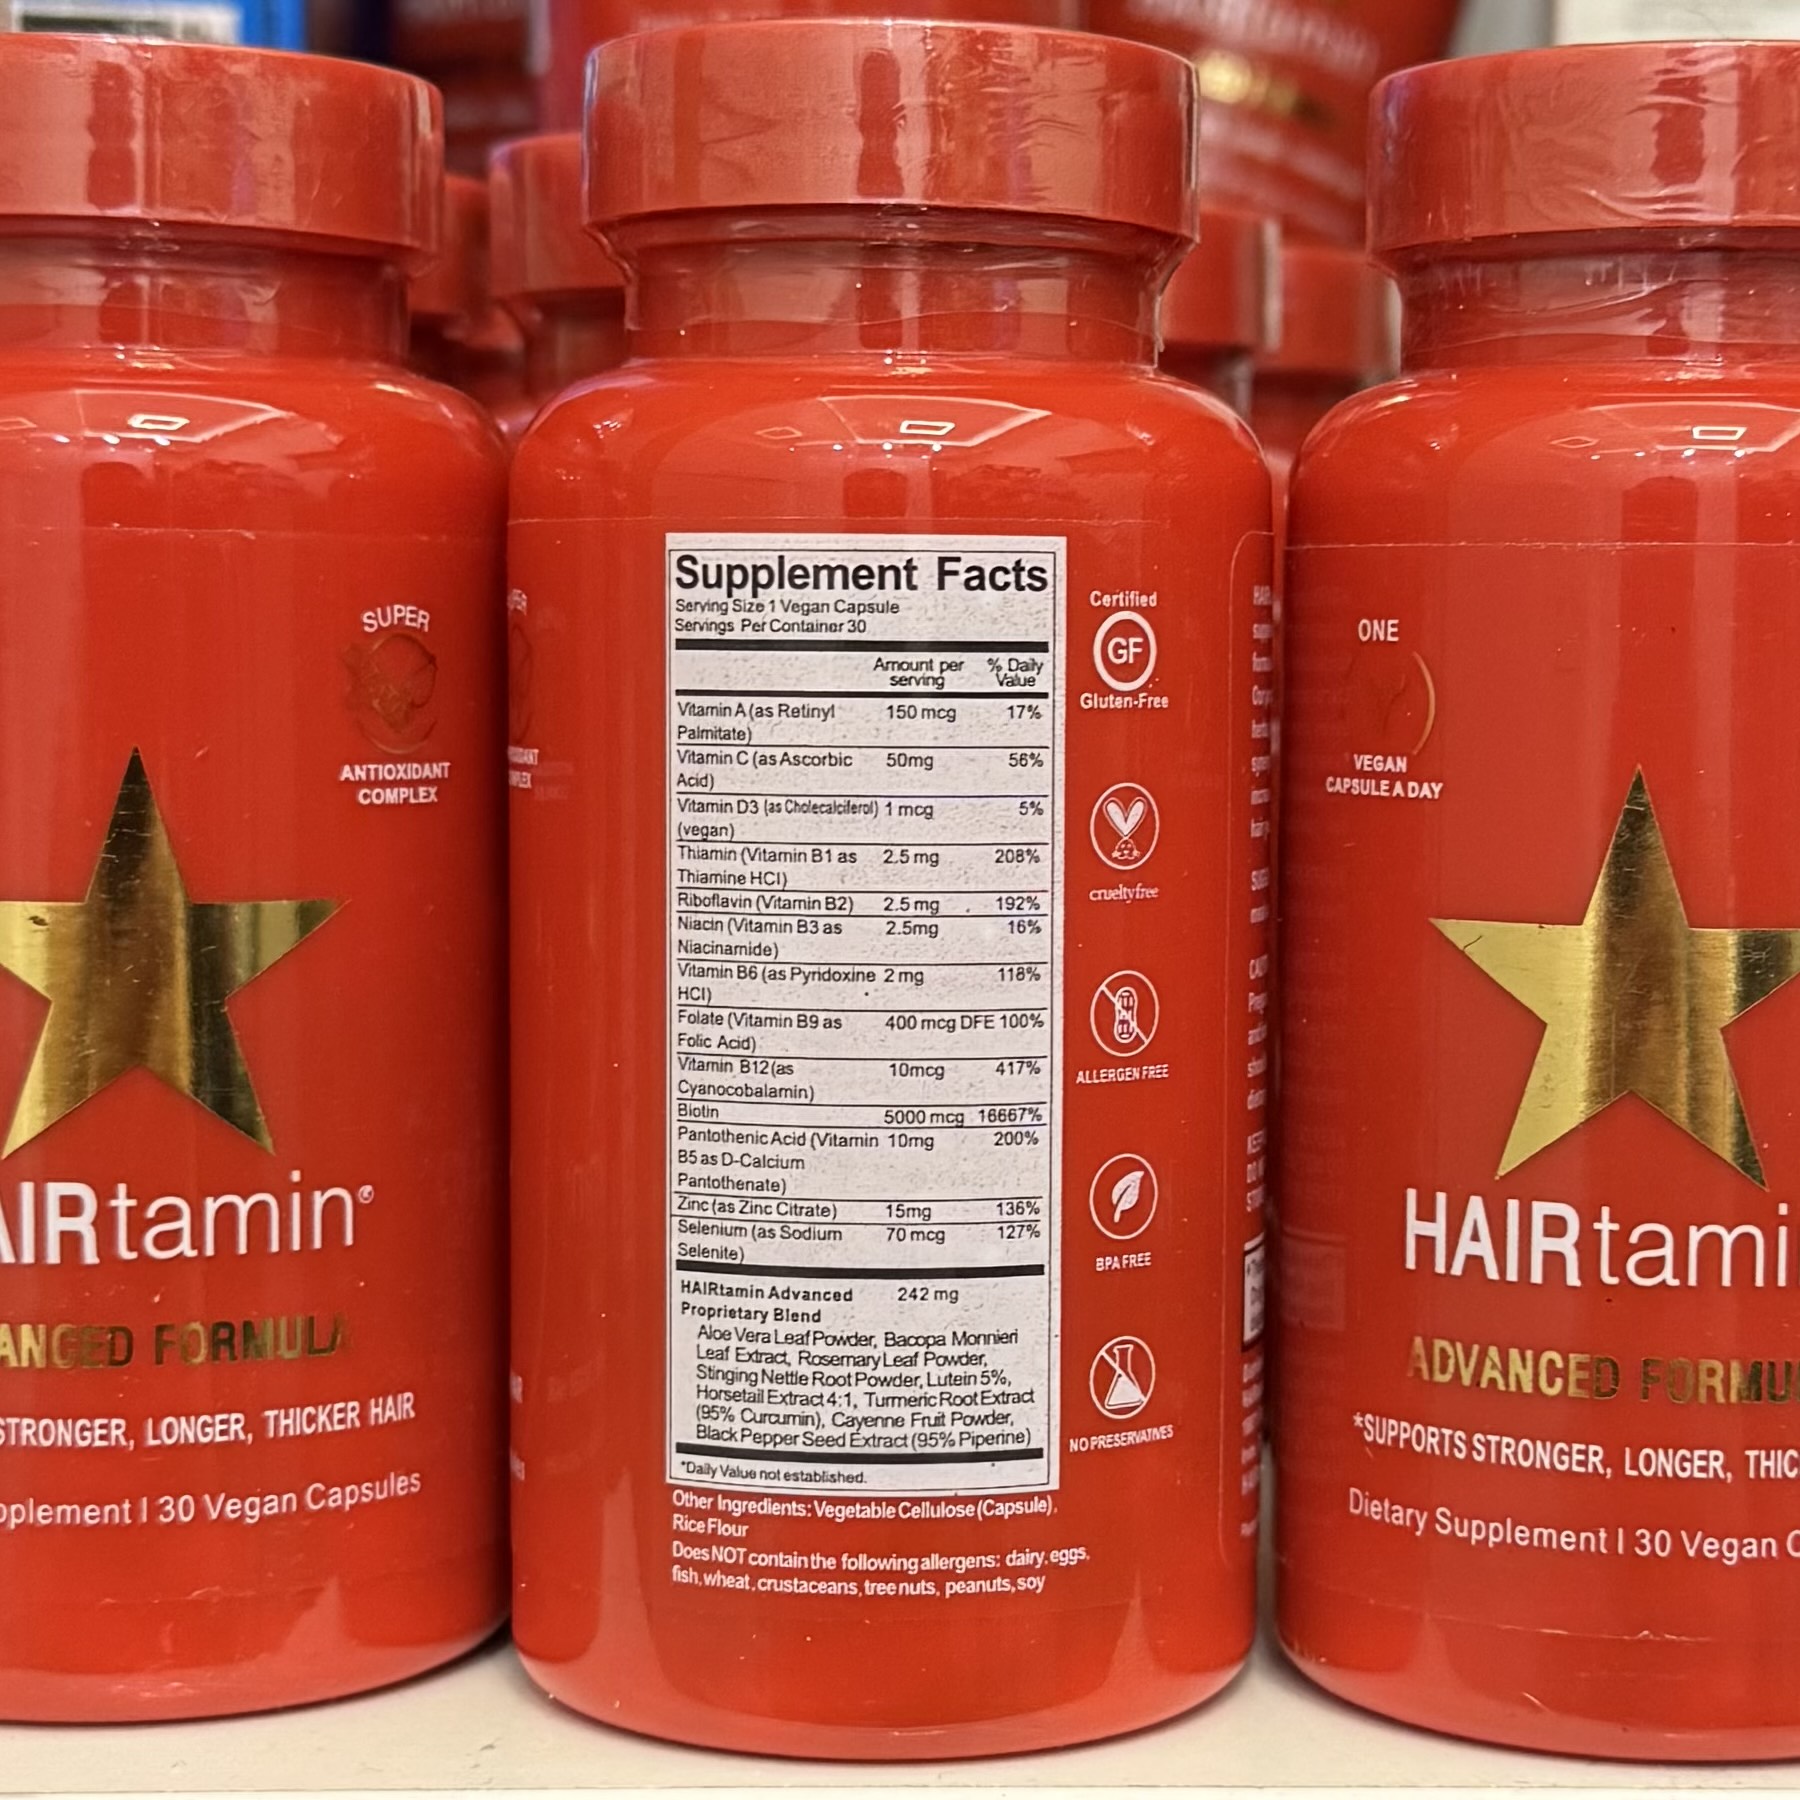 SUPER
ANTIOXIDANT
COMPLEX
AIRtamin®
ANCED FORMULA
STRONGER, LONGER, THICKER HAIR
pplement I 30 Vegan Capsules
Supplement Facts
Serving Size 1 Vegan Capsule
Servings Per Container 30
Amount per serving % Daily Value
Vitamin A (as Retinyl 150 mcg 17%
Palmitate)
Vitamin C (as Ascorbic 50mg 56%
Acid)
Vitamin D3 (as Cholecalciferol) 1 mcg 5%
(vegan)
Thiamin (Vitamin B1 as 2.5 mg 208%
Thiamine HCI)
Riboflavin (Vitamin B2) 2.5 mg 192%
Niacin (Vitamin B3 as 2.5mg 16%
Niacinamide)
Vitamin B6 (as Pyridoxine 2 mg 118%
HCI)
Folate (Vitamin B9 as 400 mcg DFE 100%
Folic Acid)
Vitamin B12 (as 10mcg 417%
Cyanocobalamin)
Biotin 5000 mcg 16667%
Pantothenic Acid (Vitamin 10mg 200%
B5 as D-Calcium
Pantothenate)
Zinc (as Zinc Citrate) 15mg 136%
Selenium (as Sodium 70 mcg 127%
Selenite)
HAIRtamin Advanced 242 mg
Proprietary Blend
Aloe Vera Leaf Powder, Bacopa Monnieri
Leaf Extract, Rosemary Leaf Powder,
Stinging Nettle Root Powder, Lutein 5%,
Horsetail Extract 4:1, Turmeric Root Extract
(95% Curcumin), Cayenne Fruit Powder,
Black Pepper Seed Extract (95% Piperine)
*Daily Value not established.
Other Ingredients: Vegetable Cellulose (Capsule),
Rice Flour
Does NOT contain the following allergens: dairy, eggs,
fish, wheat, crustaceans, tree nuts, peanuts, soy
Certified
GF
Gluten-Free
crueltyfree
ALLERGEN FREE
BPA FREE
NO PRESERVATIVES
ONE
VEGAN
CAPSULE A DAY
HAIRtami
ADVANCED FORMU
*SUPPORTS STRONGER, LONGER, THIC
Dietary Supplement I 30 Vegan C